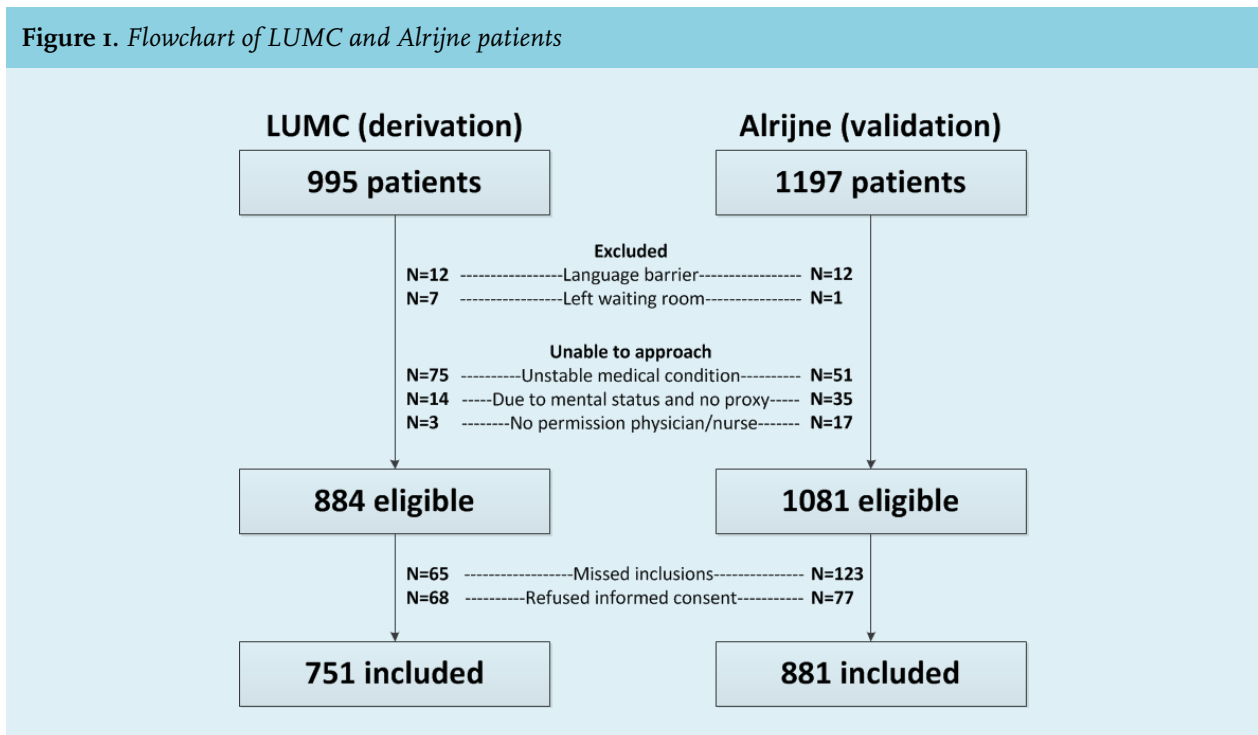 Figure 1. Flowchart of LUMC and Alrijne patients
LUMC (derivation) Alrijne (validation)
995 patients 1197 patients
Excluded
N=12 -----------------Language barrier----------------- N=12
N=7 -----------------Left waiting room---------------- N=1
Unable to approach
N=75 ----------Unstable medical condition---------- N=51
N=14 -----Due to mental status and no proxy----- N=35
N=3 --------No permission physician/nurse------- N=17
884 eligible 1081 eligible
N=65 ------------------Missed inclusions--------------- N=123
N=68 ----------Refused informed consent----------- N=77
751 included 881 included